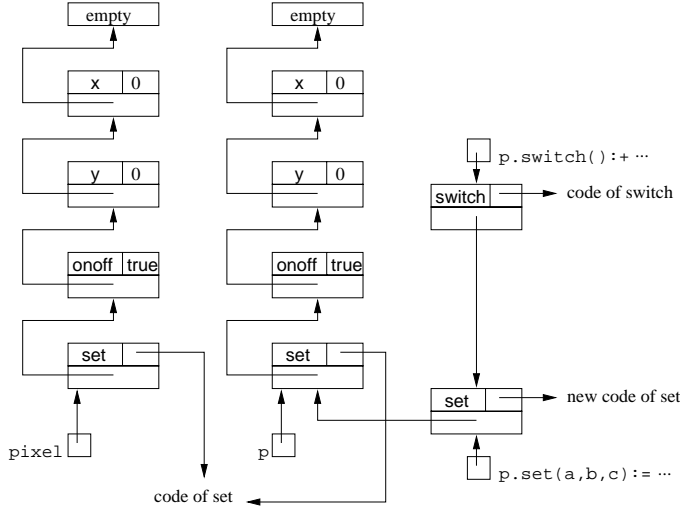 empty
empty
x 0
x 0
p.switch():+ ⋯
y 0
y 0
switch
code of switch
onoff true
onoff true
set
set
set
new code of set
pixel
p
p.set(a,b,c):= ⋯
code of set